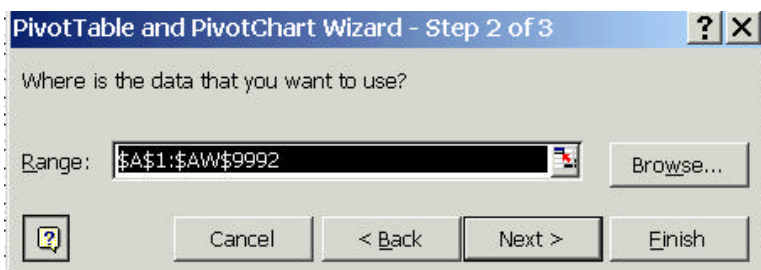 PivotTable and PivotChart Wizard - Step 2 of 3 ? X
Where is the data that you want to use?
Range: $A$1:$AW$9992 Browse...
? Cancel < Back Next > Finish